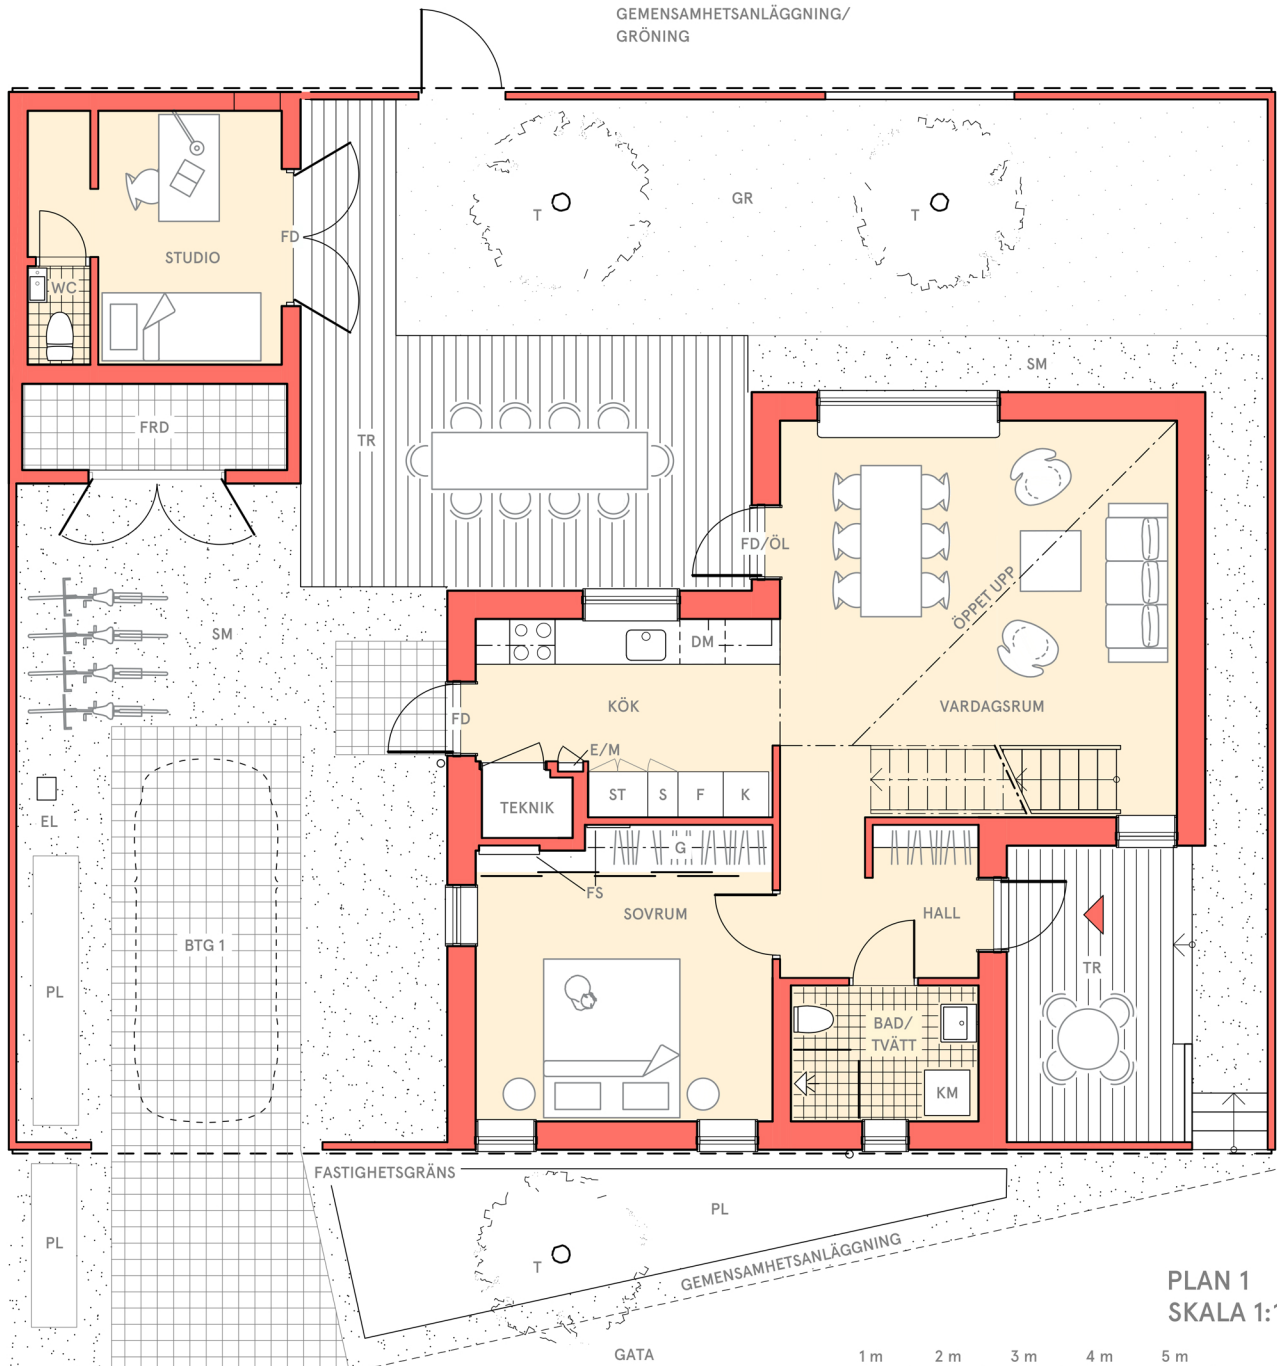 GEMENSAMHETSANLÄGGNING/
GRÖNING
T
GR
T
FD
STUDIO
WC
SM
FRD
TR
FD/ÖL
ÖPPET UPP
SM
DM
KÖK
VARDAGSRUM
FD
E/M
TEKNIK
ST
S
F
K
EL
G
FS
SOVRUM
HALL
BTG 1
PL
TR
BAD/
TVÄTT
KM
FASTIGHETSGRÄNS
PL
PL
T
GEMENSAMHETSANLÄGGNING
PLAN 1
SKALA 1:
GATA
1 m
2 m
3 m
4 m
5 m